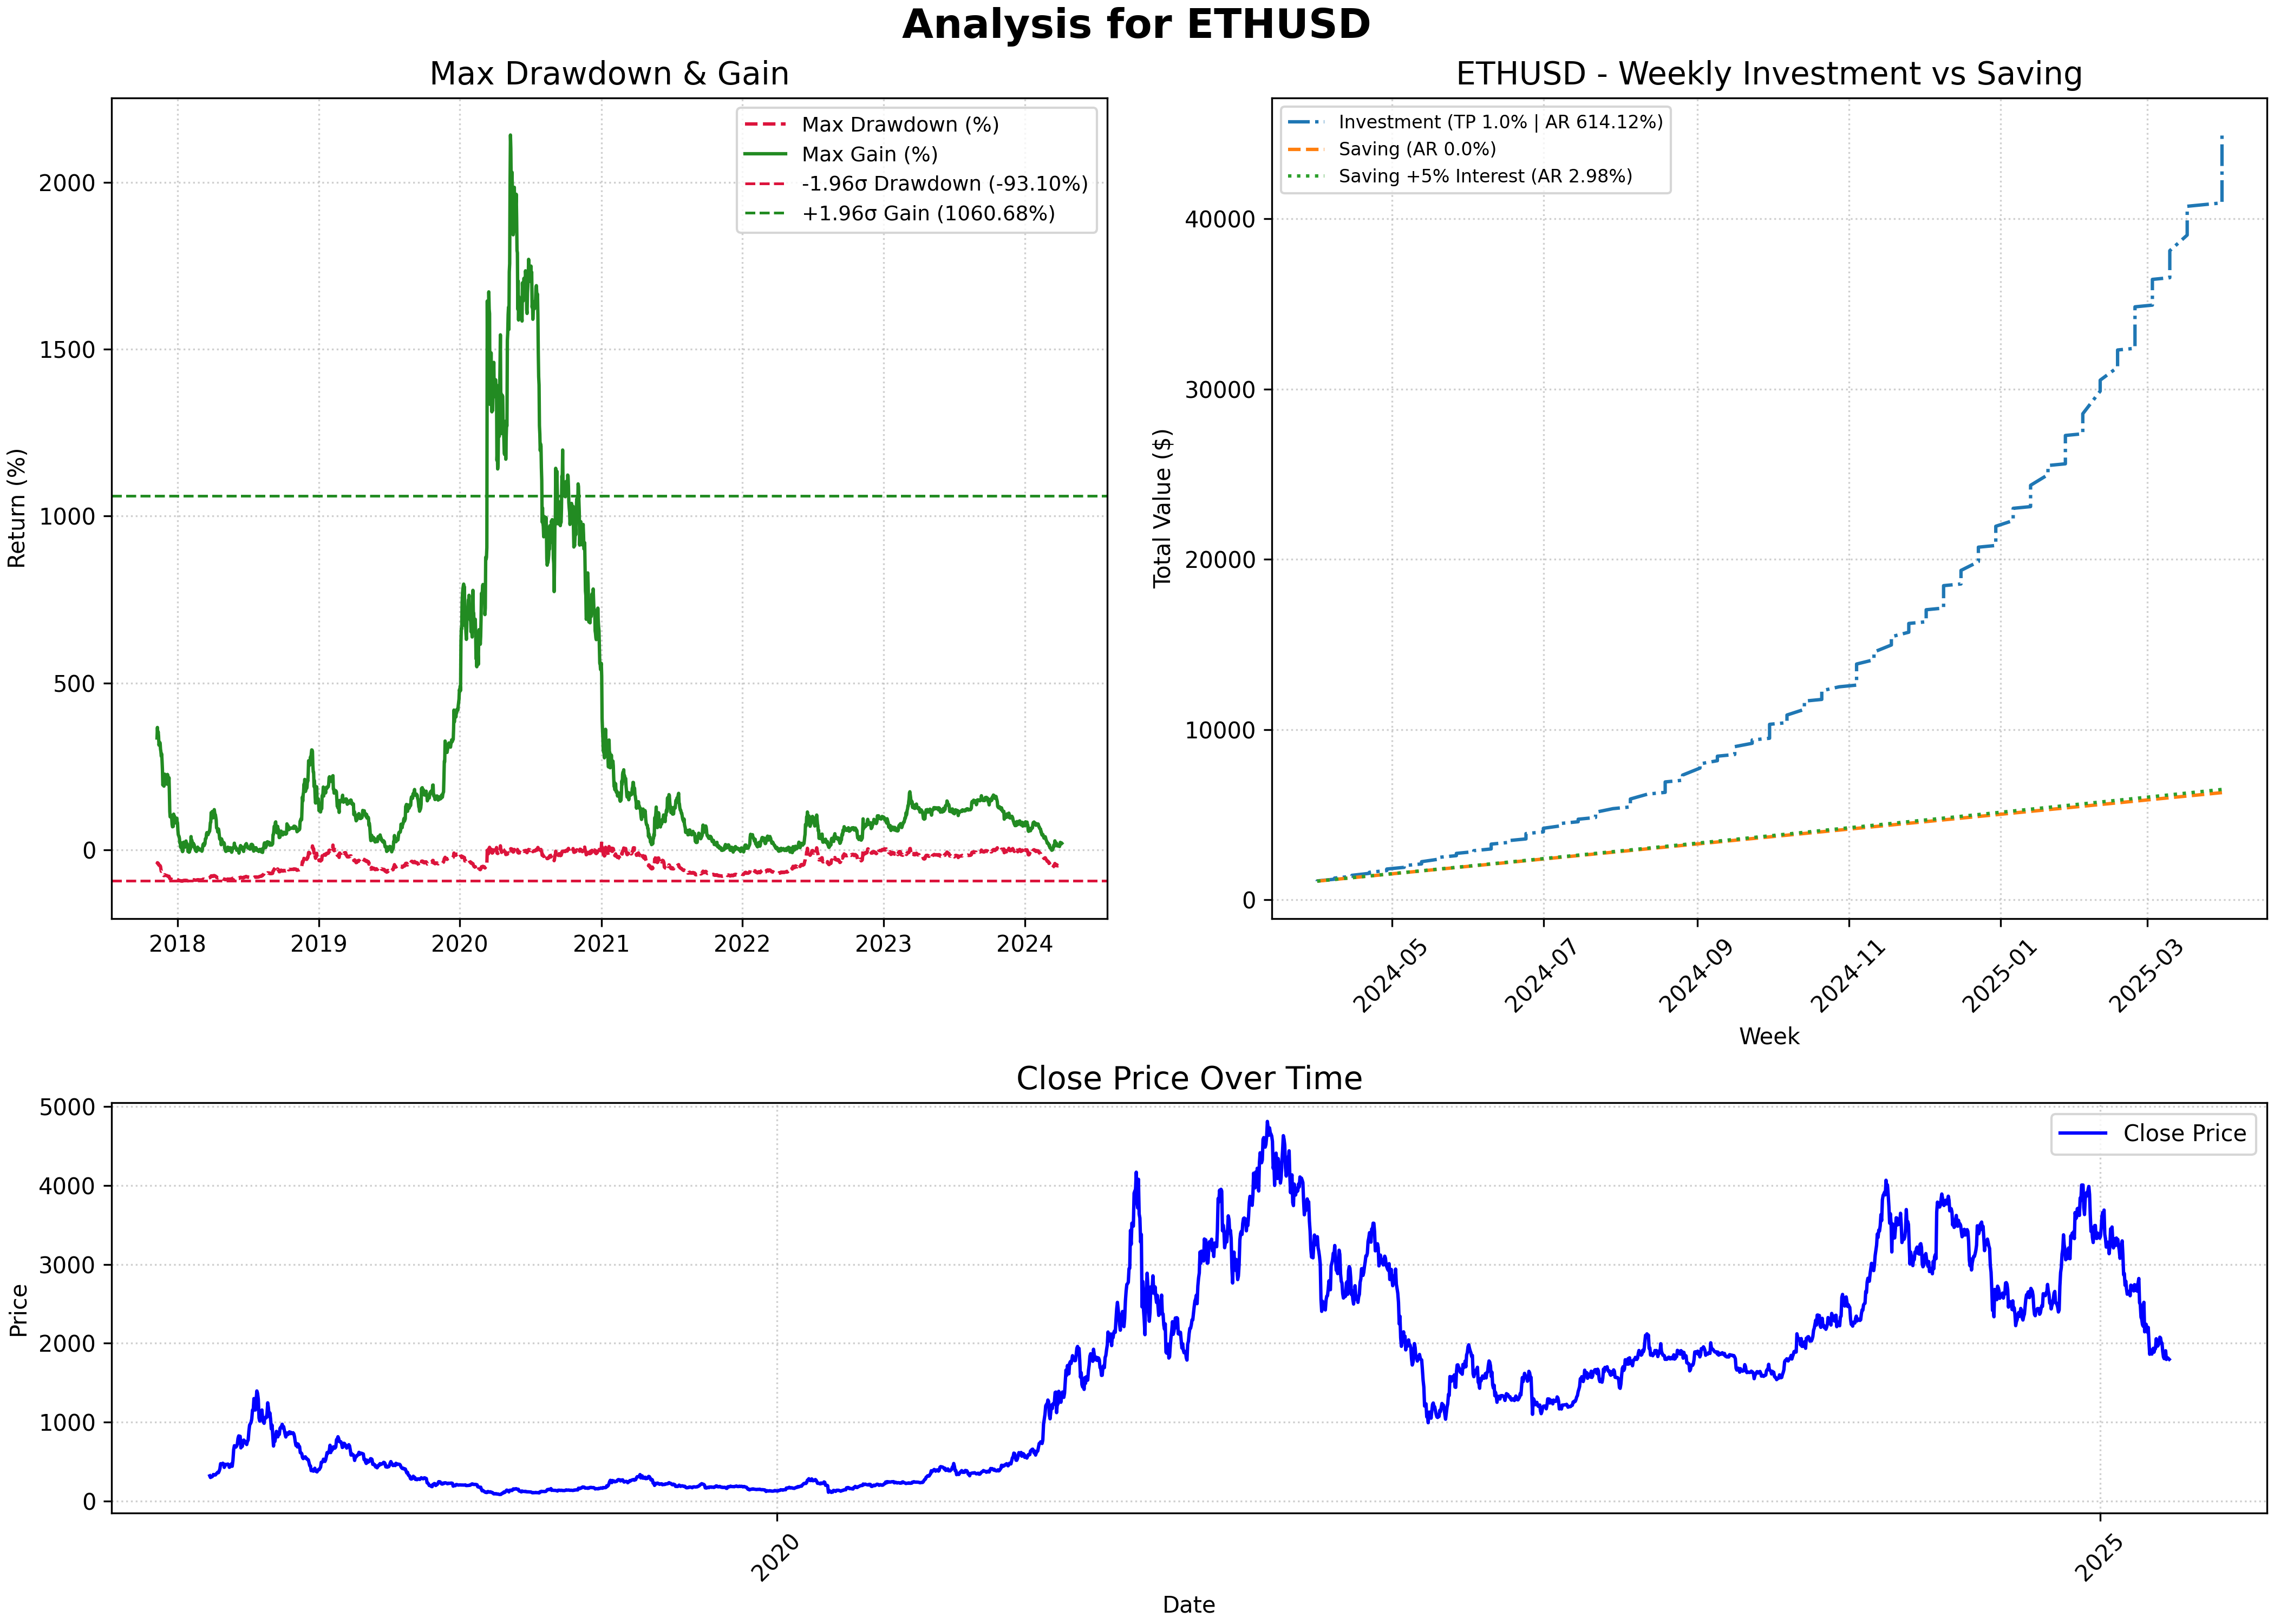 Analysis for ETHUSD
Max Drawdown & Gain
Return (%)
2000
1500
1000
500
0
2018 2019 2020 2021 2022 2023 2024
Max Drawdown (%)
Max Gain (%)
-1.96σ Drawdown (-93.10%)
+1.96σ Gain (1060.68%)
ETHUSD - Weekly Investment vs Saving
Total Value ($)
40000
30000
20000
10000
0
2024-05 2024-07 2024-09 2024-11 2025-01 2025-03
Week
Investment (TP 1.0% | AR 614.12%)
Saving (AR 0.0%)
Saving +5% Interest (AR 2.98%)
Close Price Over Time
Price
5000
4000
3000
2000
1000
0
2020 2025
Date
Close Price